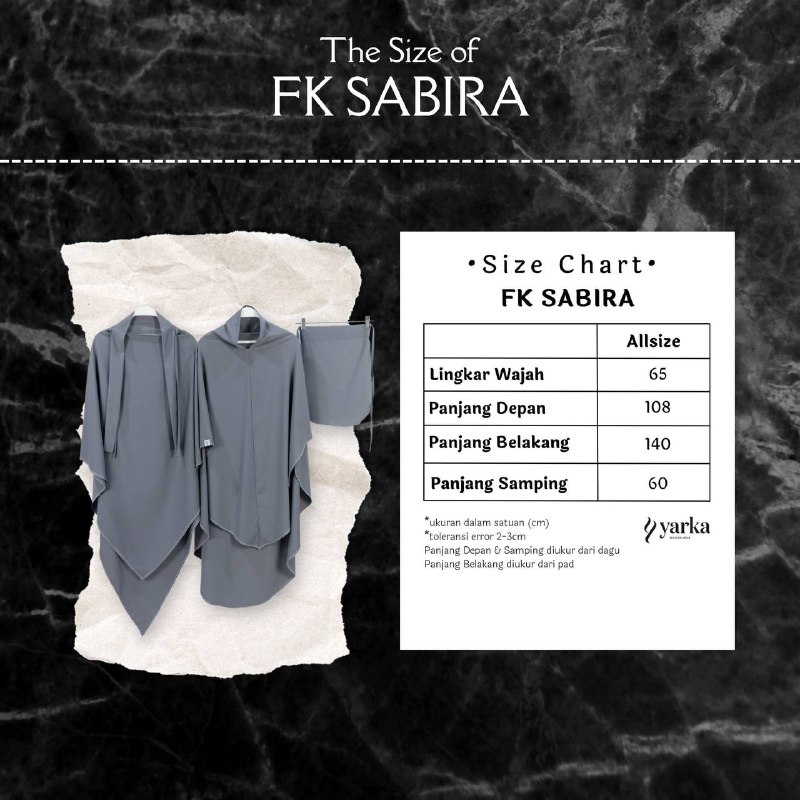 The Size of
FK SABIRA
•Size Chart•
FK SABIRA
Allsize
Lingkar Wajah 65
Panjang Depan 108
Panjang Belakang 140
Panjang Samping 60
*ukuran dalam satuan (cm)
*toleransi error 2-3cm
Panjang Depan & Samping diukur dari dagu
Panjang Belakang diukur dari pad
yarka